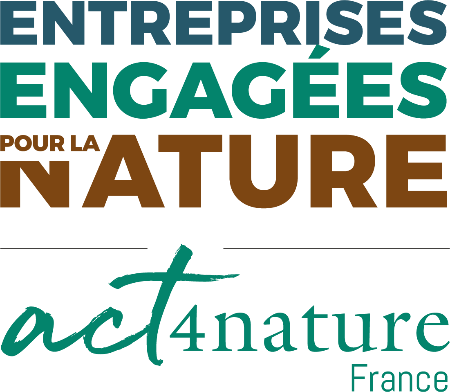 ENTREPRISES
ENGAGÉES
POUR LA
NATURE
act4nature
France